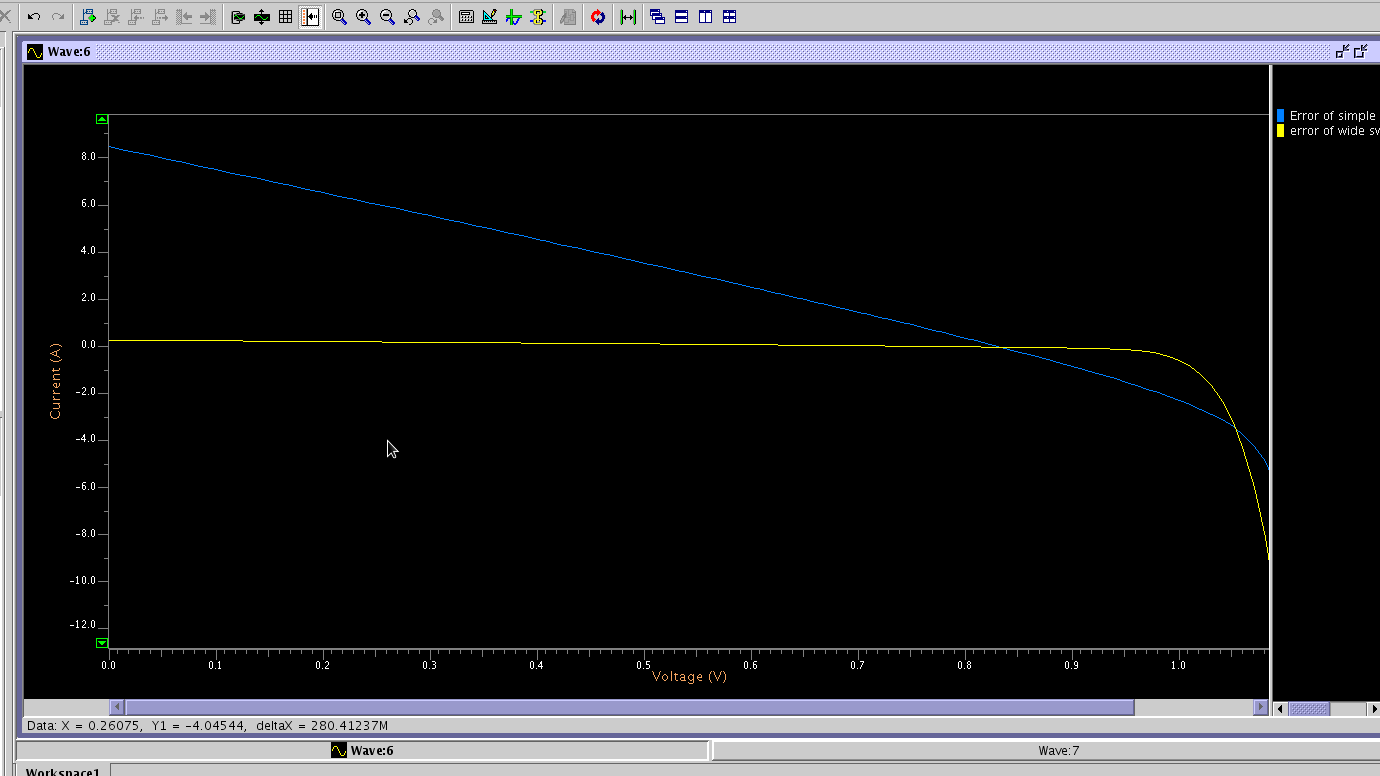 Wave:6
Error of simple
error of wide sw
8.0
6.0
4.0
2.0
0.0
-2.0
-4.0
-6.0
-8.0
-10.0
-12.0
Current (A)
0.0 0.1 0.2 0.3 0.4 0.5 0.6 0.7 0.8 0.9 1.0
Voltage (V)
Data: X = 0.26075, Y1 = -4.04544, deltaX = 280.41237M
Wave:6 Wave:7
Workspace1